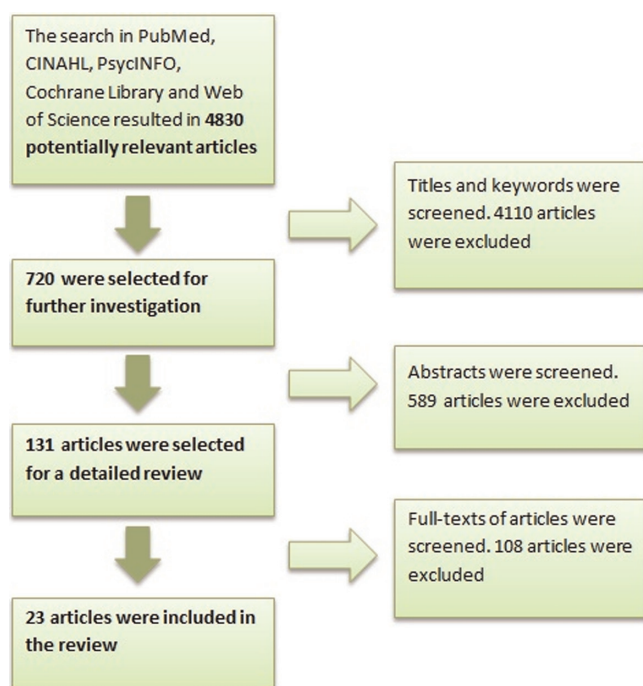 The search in PubMed,
CINAHL, PsycINFO,
Cochrane Library and Web
of Science resulted in 4830
potentially relevant articles
Titles and keywords were
screened. 4110 articles
were excluded
720 were selected for
further investigation
Abstracts were screened.
589 articles were excluded
131 articles were selected
for a detailed review
Full-texts of articles were
screened. 108 articles were
excluded
23 articles were included in
the review